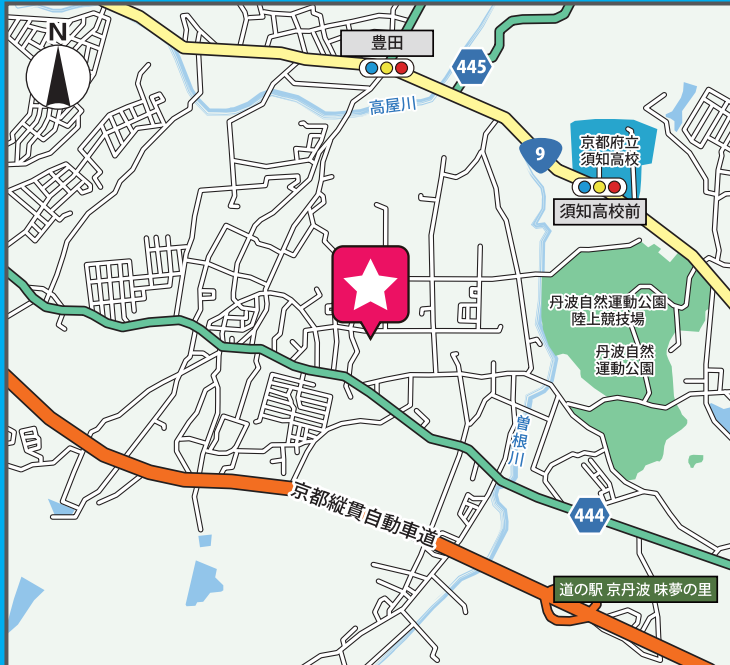 N
豊田
445
高屋川
9
京都府立
須知高校
須知高校前
丹波自然運動公園
陸上競技場
丹波自然
運動公園
曽根川
京都縦貫自動車道
444
道の駅 京丹波 味夢の里